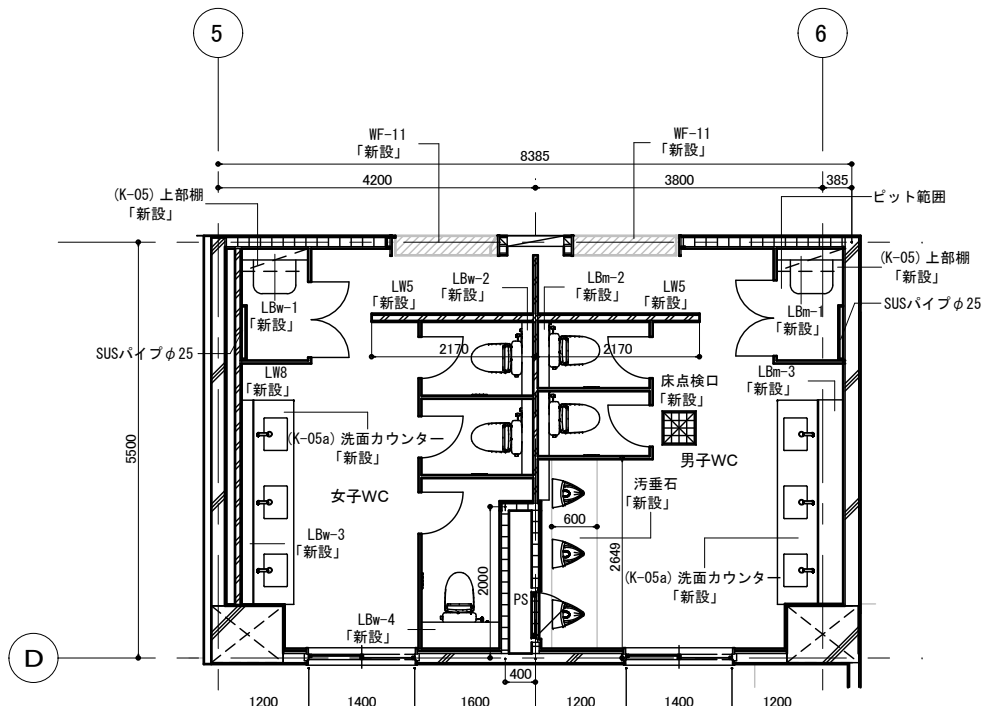 5
6
WF-11
「新設」
WF-11
「新設」
8385
4200
3800
385
(K-05) 上部棚
「新設」
ピット範囲
(K-05) 上部棚
「新設」
LBw-2
「新設」
LBm-2
「新設」
LW5
「新設」
LW5
「新設」
LBw-1
「新設」
LBm-1
「新設」
SUSパイプφ25
SUSパイプφ25
2170
2170
LW8
「新設」
床点検口
「新設」
LBm-3
「新設」
(K-05a) 洗面カウンター
「新設」
5500
女子WC
男子WC
汚垂石
「新設」
600
LBw-3
「新設」
2649
2000
(K-05a) 洗面カウンター
「新設」
PS
LBw-4
「新設」
D
400
1200
1400
1600
1200
1400
1200